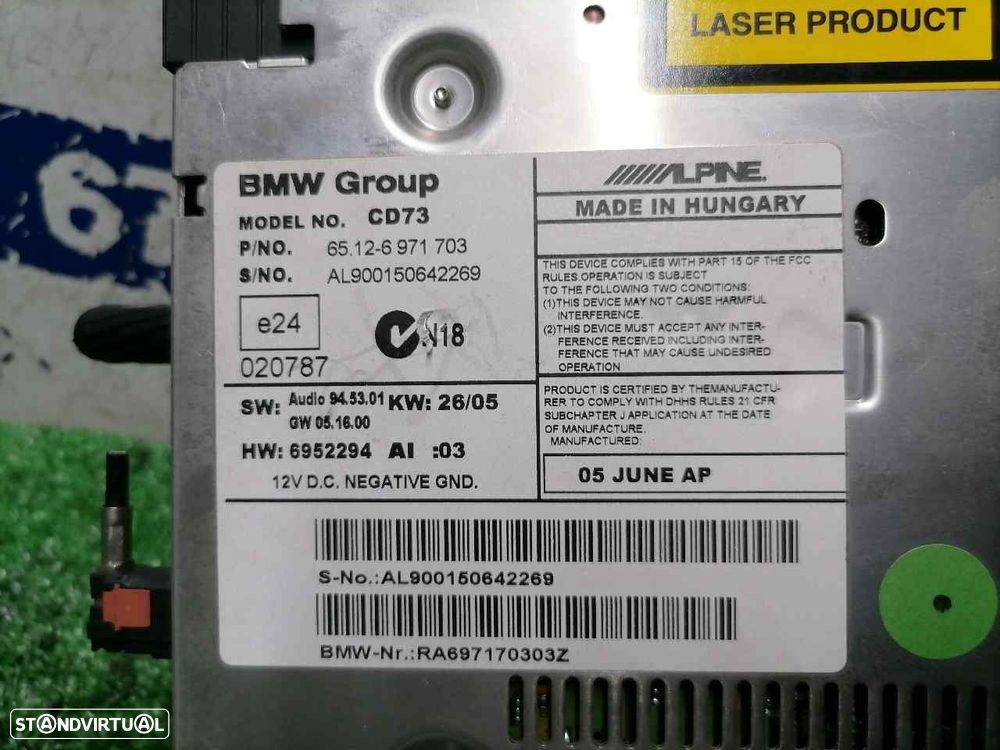 LASER PRODUCT
BMW Group
MODEL NO. CD73
P/NO. 65.12-6 971 703
S/NO. AL900150642269
e24
020787
N18
SW: Audio 94.53.01 KW: 26/05
GW 05.16.00
HW: 6952294 AI :03
12V D.C. NEGATIVE GND.
ALPINE.
MADE IN HUNGARY
THIS DEVICE COMPLIES WITH PART 15 OF THE FCC
RULES.OPERATION IS SUBJECT
TO THE FOLLOWING TWO CONDITIONS:
(1)THIS DEVICE MAY NOT CAUSE HARMFUL
INTERFERENCE.
(2)THIS DEVICE MUST ACCEPT ANY INTER-
FERENCE RECEIVED INCLUDING INTER-
FERENCE THAT MAY CAUSE UNDESIRED
OPERATION
PRODUCT IS CERTIFIED BY THEMANUFACTU-
RER TO COMPLY WITH DHHS RULES 21 CFR
SUBCHAPTER J APPLICATION AT THE DATE
OF MANUFACTURE.
MANUFACTURED:
05 JUNE AP
S-No.:AL900150642269
BMW-Nr.:RA697170303Z
STANDVIRTUAL